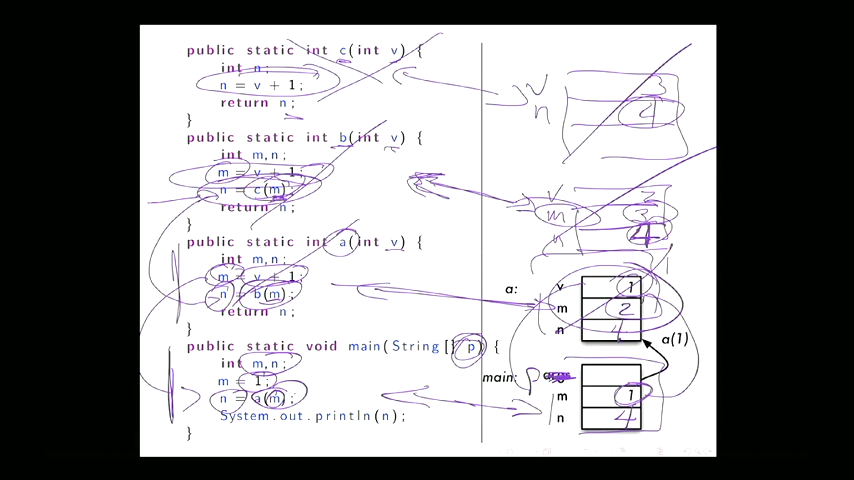 public static int c(int v) {
int n;
n = v + 1;
return n;
}
public static int b(int v) {
int m,n;
m = v + 1;
n = c(m);
return n;
}
public static int a(int v) {
int m,n;
m = v + 1;
n = b(m);
return n;
}
public static void main(String[] p) {
int m,n;
m = 1;
n = a(m);
System.out.println(n);
}
v 3
n 4
v 2
m 3
n 4
a: v 1
m 2
n 4
a(1)
main: p
m 1
n 4